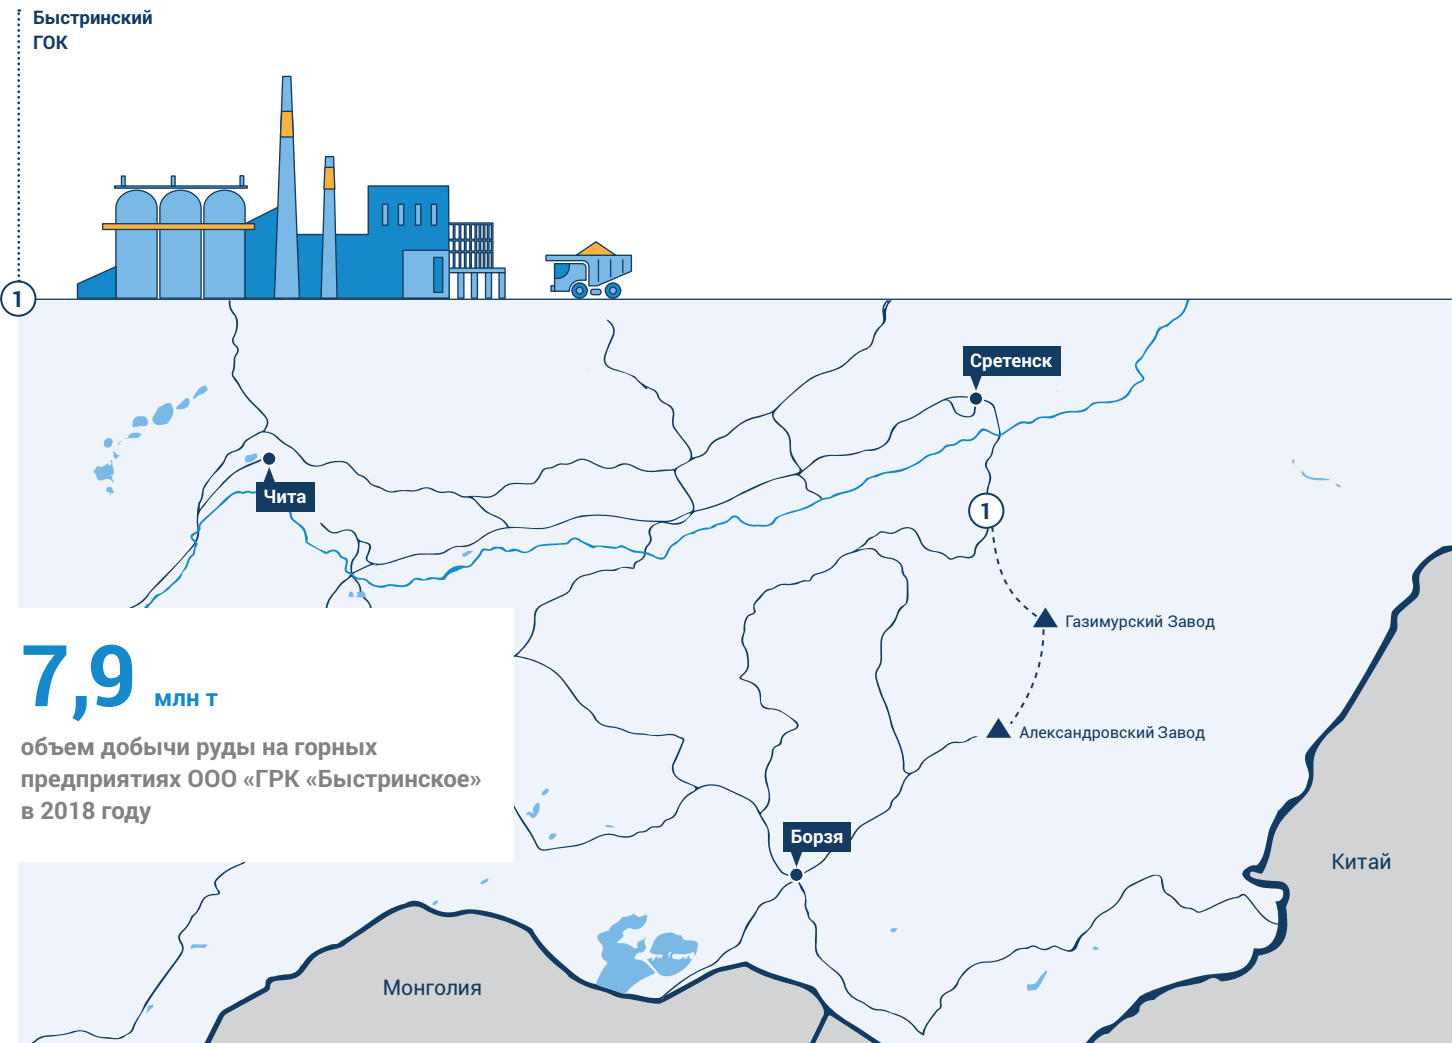 Быстринский
ГОК
1
Сретенск
Чита
1
Газимурский Завод
7,9 млн т
объем добычи руды на горных
предприятиях ООО «ГРК «Быстринское»
в 2018 году
Александровский Завод
Борзя
Китай
Монголия